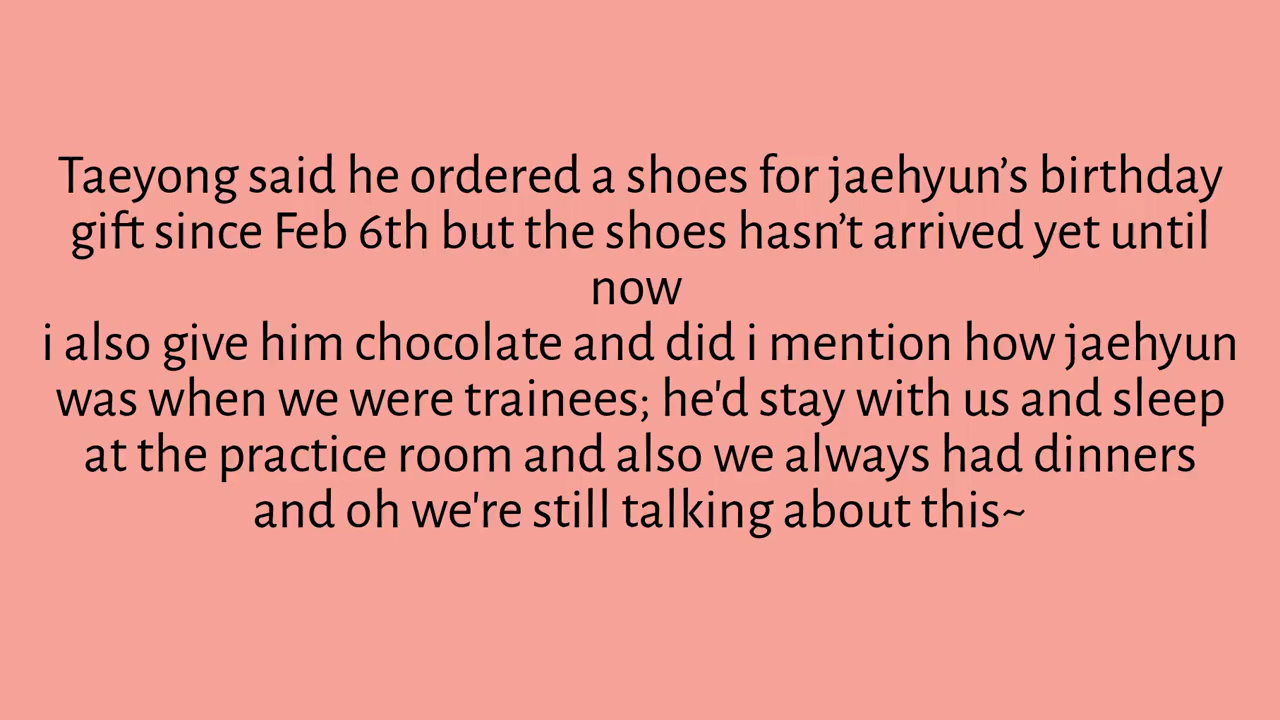 Taeyong said he ordered a shoes for jaehyun’s birthday
gift since Feb 6th but the shoes hasn’t arrived yet until
now
i also give him chocolate and did i mention how jaehyun
was when we were trainees; he'd stay with us and sleep
at the practice room and also we always had dinners
and oh we're still talking about this~